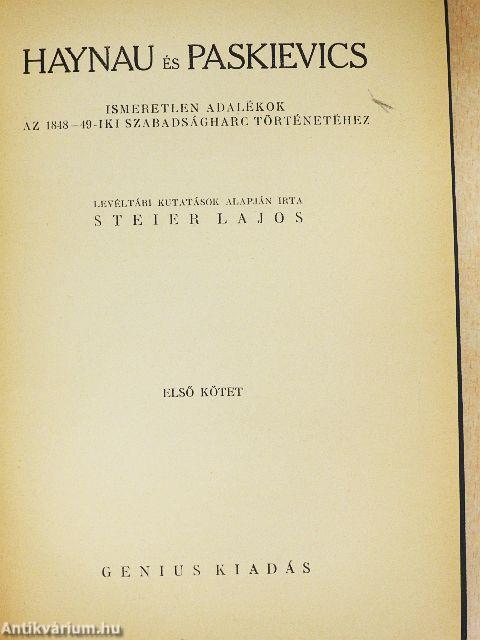 HAYNAU ÉS PASKIEVICS
ISMERETLEN ADALÉKOK
AZ 1848–49-IKI SZABADSÁGHARC TÖRTÉNETÉHEZ
LEVÉLTÁRI KUTATÁSOK ALAPJÁN IRTA
STEIER LAJOS
ELSŐ KÖTET
GENIUS KIADÁS
Antikvárium.hu